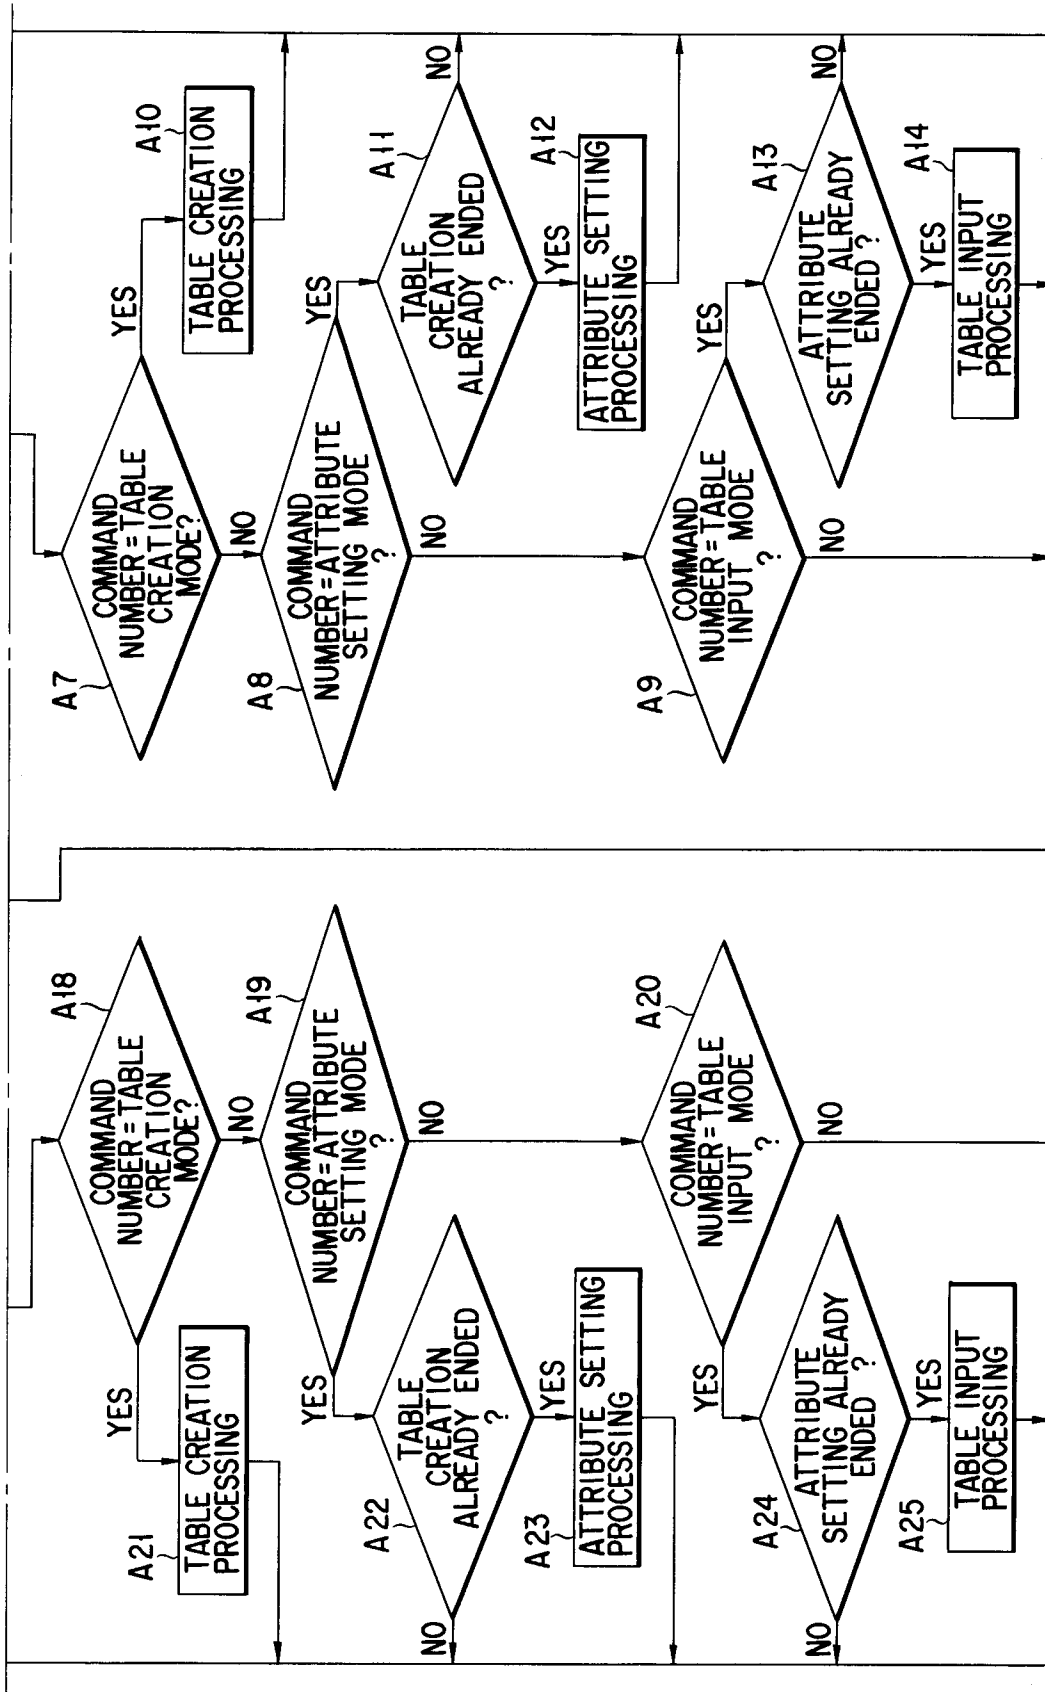 A18
COMMAND
NUMBER=TABLE
CREATION
MODE?
YES
NO
A21
TABLE CREATION
PROCESSING
A19
COMMAND
NUMBER=ATTRIBUTE
SETTING MODE
?
YES
NO
A22
TABLE
CREATION
ALREADY ENDED
?
NO
YES
A23
ATTRIBUTE SETTING
PROCESSING
A20
COMMAND
NUMBER=TABLE
INPUT MODE
?
YES
NO
A24
ATTRIBUTE
SETTING ALREADY
ENDED ?
NO
YES
A25
TABLE INPUT
PROCESSING
A7
COMMAND
NUMBER=TABLE
CREATION
MODE?
YES
NO
A10
TABLE CREATION
PROCESSING
A8
COMMAND
NUMBER=ATTRIBUTE
SETTING MODE
?
YES
NO
A11
TABLE
CREATION
ALREADY ENDED
?
NO
YES
A12
ATTRIBUTE SETTING
PROCESSING
A9
COMMAND
NUMBER=TABLE
INPUT MODE
?
YES
NO
A13
ATTRIBUTE
SETTING ALREADY
ENDED ?
NO
YES
A14
TABLE INPUT
PROCESSING